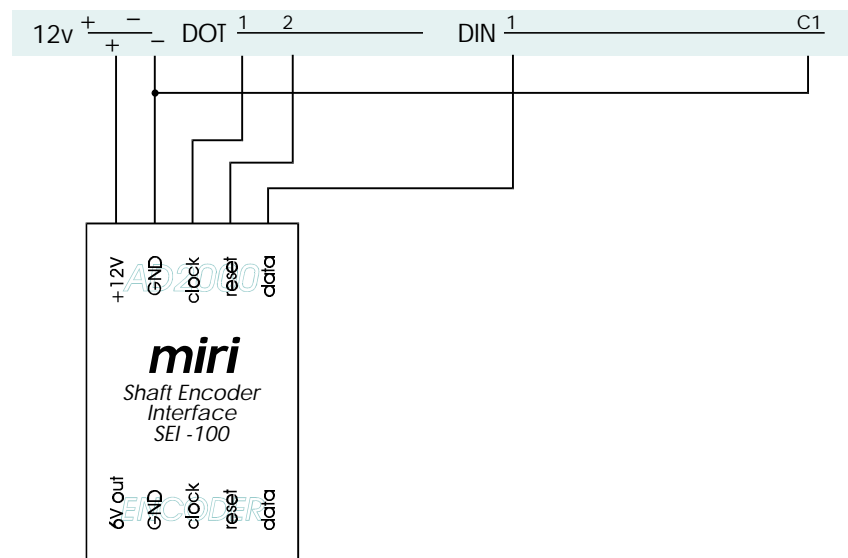 12v + − DOT 1 2 DIN 1 C1
+ −
+12V GND clock reset data
AD2000
miri
Shaft Encoder
Interface
SEI -100
6V out GND clock reset data
ENCODER